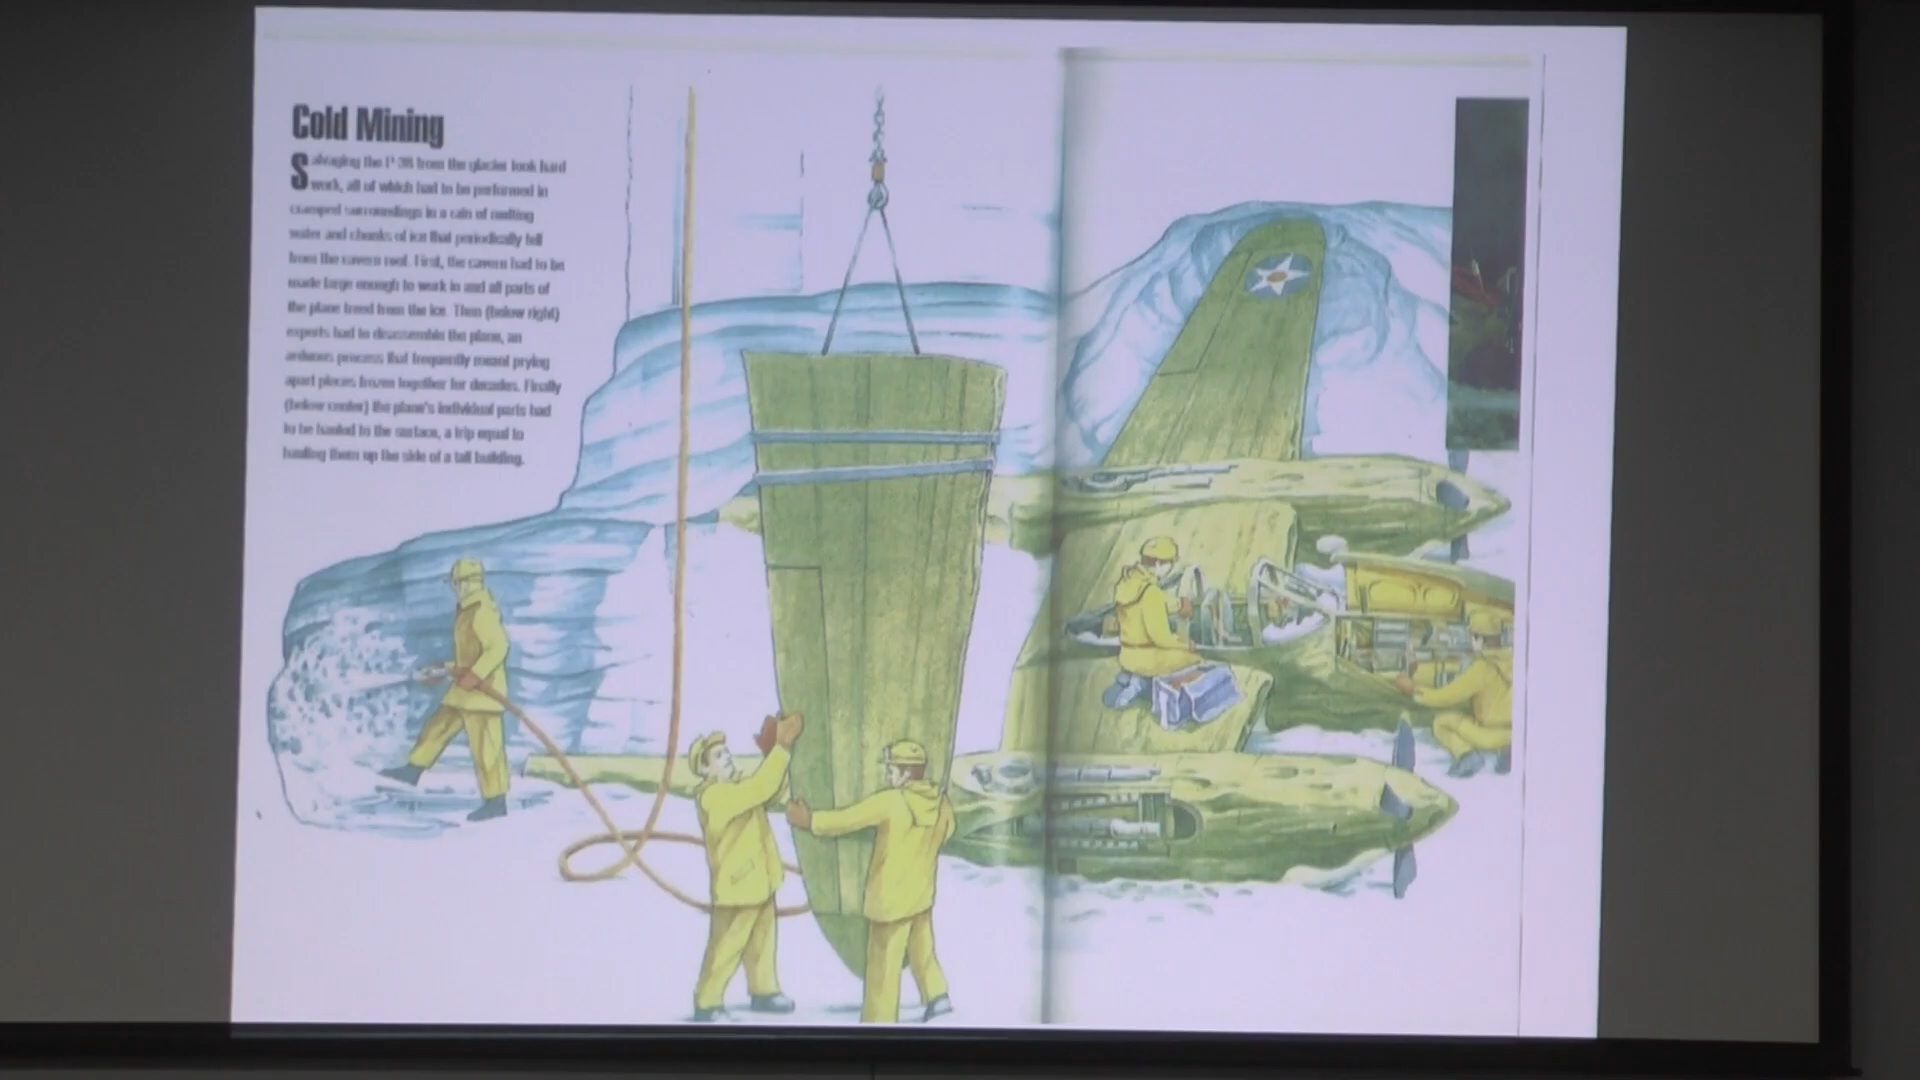 Cold Mining
Salvaging the P-38 from the glacier took hard
work, all of which had to be performed in
cramped surroundings in a rain of melting
water and chunks of ice that periodically fell
from the cavern roof. First, the cavern had to be
made large enough to work in and all parts of
the plane freed from the ice. Then (below right)
experts had to disassemble the plane, an
arduous process that frequently meant prying
apart pieces frozen together for decades. Finally
(below center) the plane's individual parts had
to be hauled to the surface, a trip equal to
hauling them up the side of a tall building.